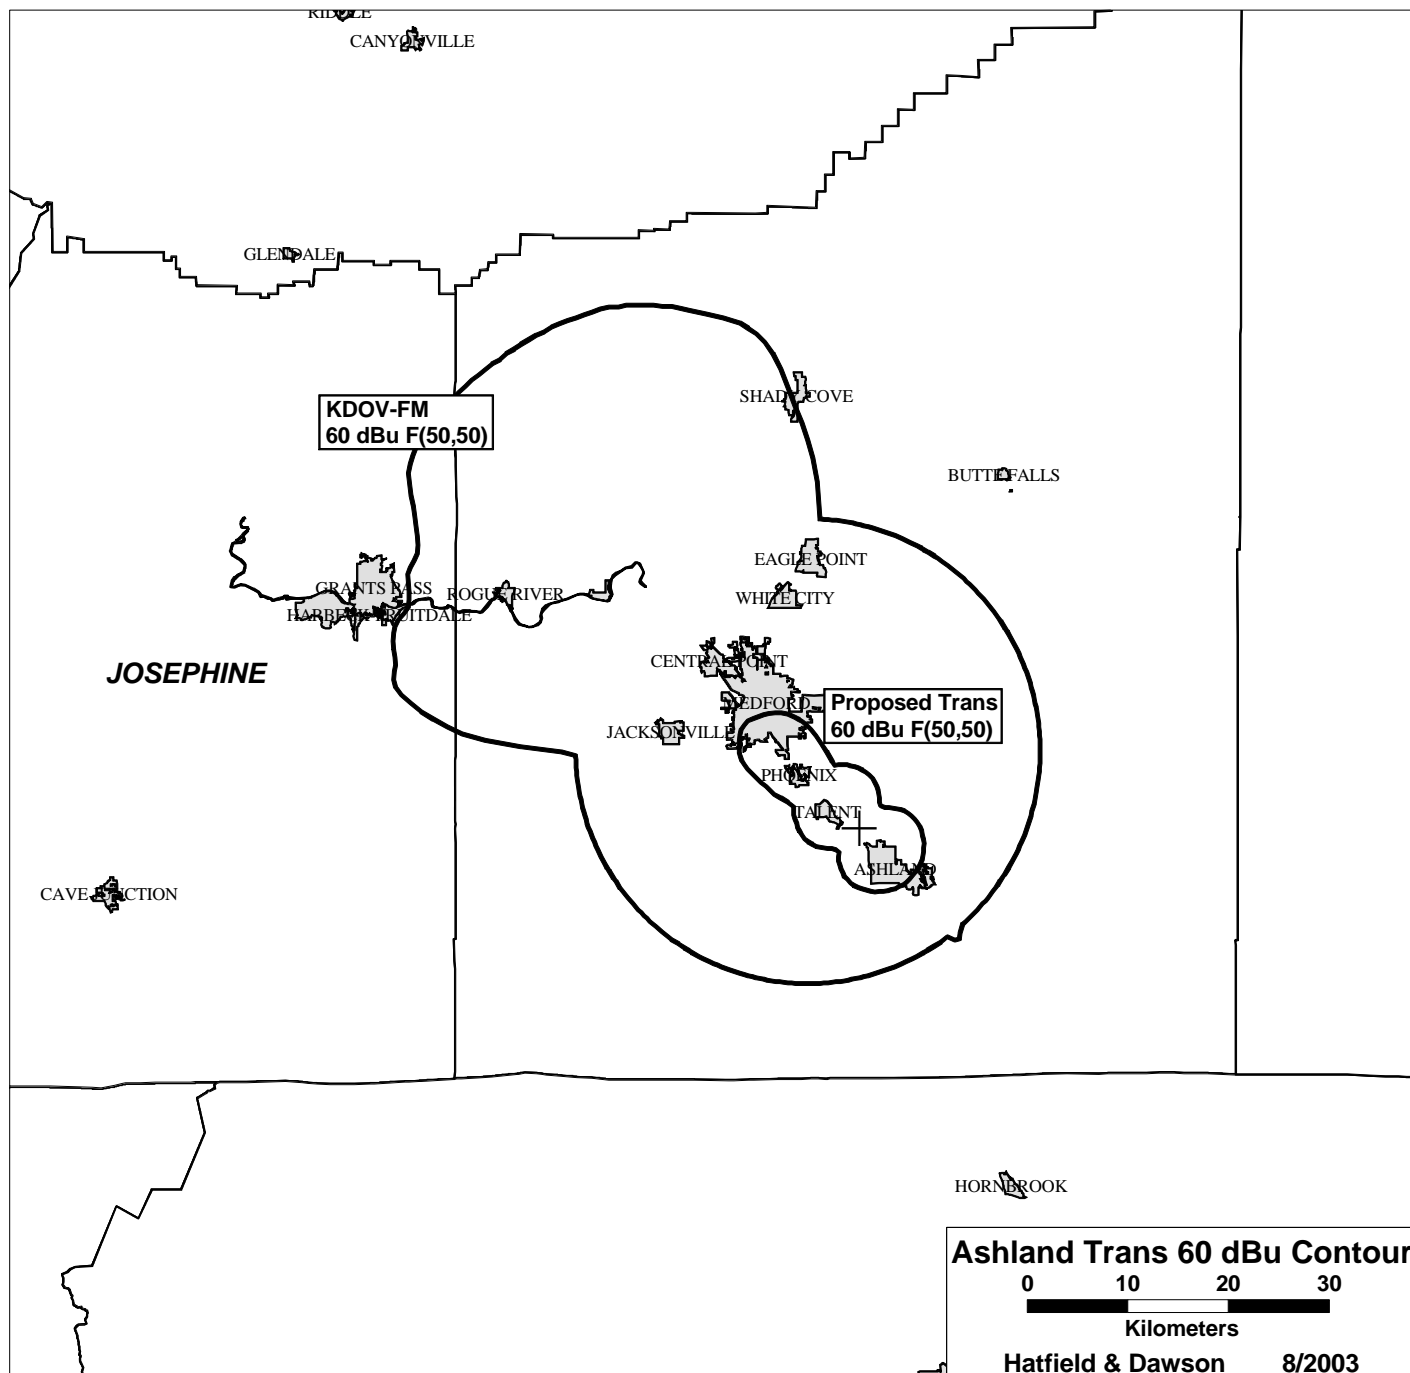 RIDDLE
CANYONVILLE
GLENDALE
SHADY COVE
KDOV-FM
60 dBu F(50,50)
BUTTE FALLS
EAGLE POINT
GRANTS PASS
ROGUE RIVER
WHITE CITY
HARBECK FRUITDALE
CENTRAL POINT
JOSEPHINE
MEDFORD
Proposed Trans
60 dBu F(50,50)
JACKSONVILLE
PHOENIX
TALENT
ASHLAND
CAVE JUNCTION
HORNBROOK
Ashland Trans 60 dBu Contour
0 10 20 30
Kilometers
Hatfield & Dawson 8/2003